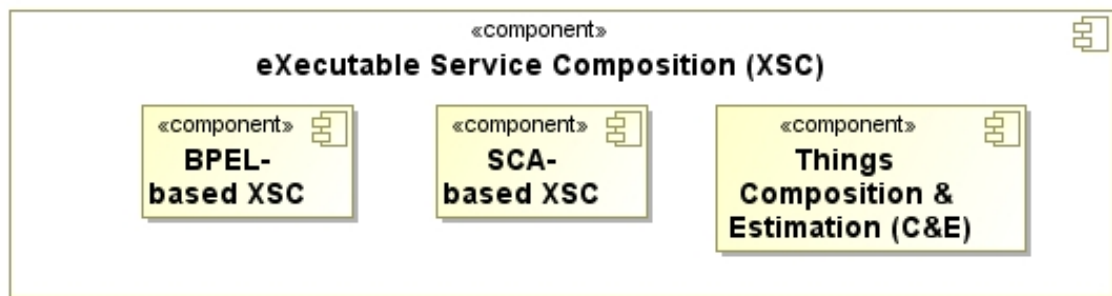 «component»
eXecutable Service Composition (XSC)
«component»
BPEL-
based XSC
«component»
SCA-
based XSC
«component»
Things
Composition &
Estimation (C&E)